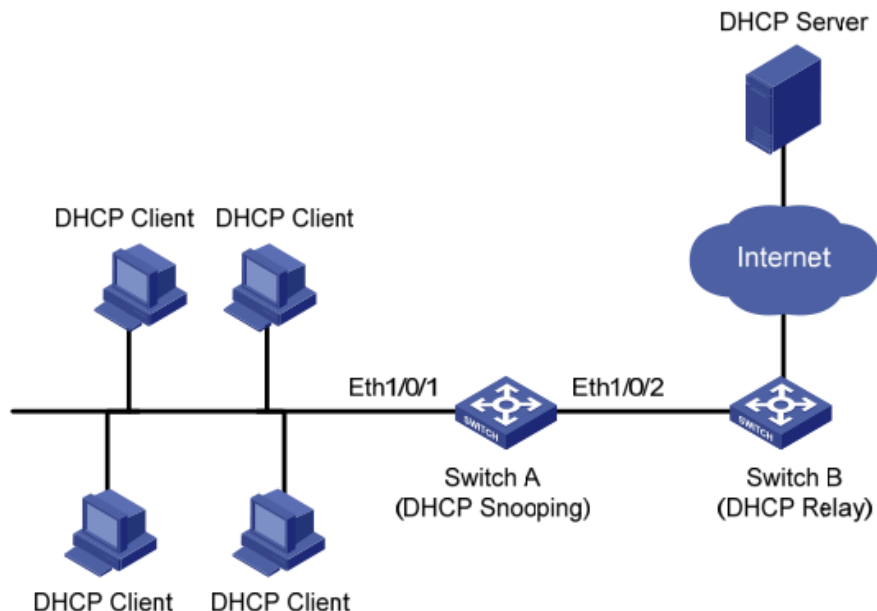 DHCP Server
DHCP Client
DHCP Client
Internet
Eth1/0/1
Eth1/0/2
SWITCH
SWITCH
Switch A
(DHCP Snooping)
Switch B
(DHCP Relay)
DHCP Client
DHCP Client